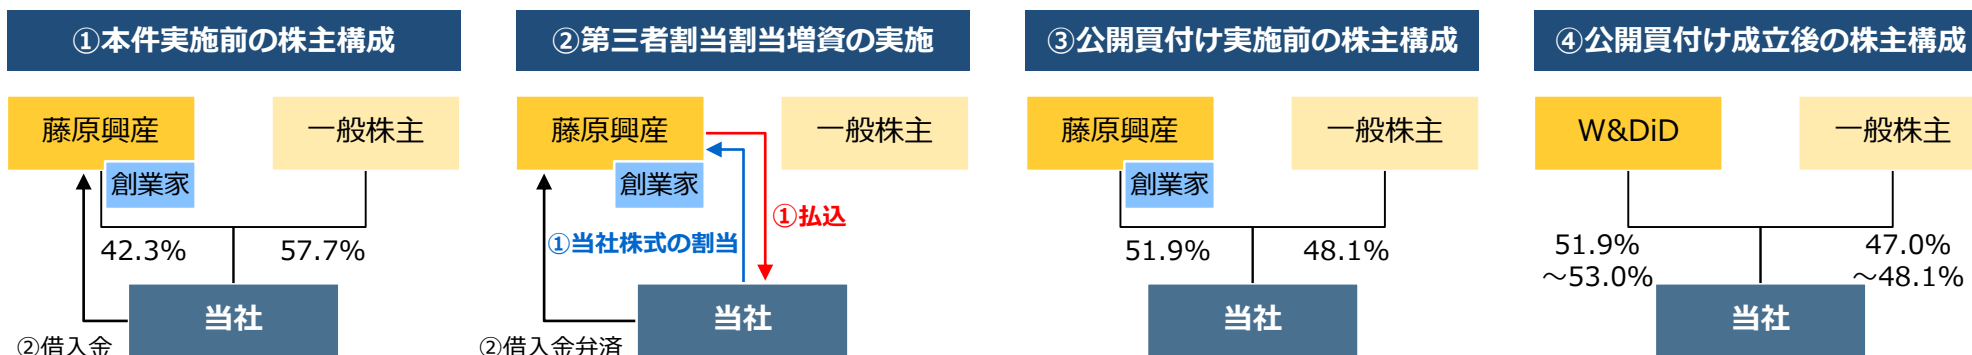 ①本件実施前の株主構成
藤原興産
一般株主
創業家
42.3%
57.7%
当社
②借入金
②第三者割当割当増資の実施
藤原興産
一般株主
創業家
①払込
①当社株式の割当
当社
②借入金弁済
③公開買付け実施前の株主構成
藤原興産
一般株主
創業家
51.9%
48.1%
当社
④公開買付け成立後の株主構成
W&DiD
一般株主
51.9%
～53.0%
47.0%
～48.1%
当社